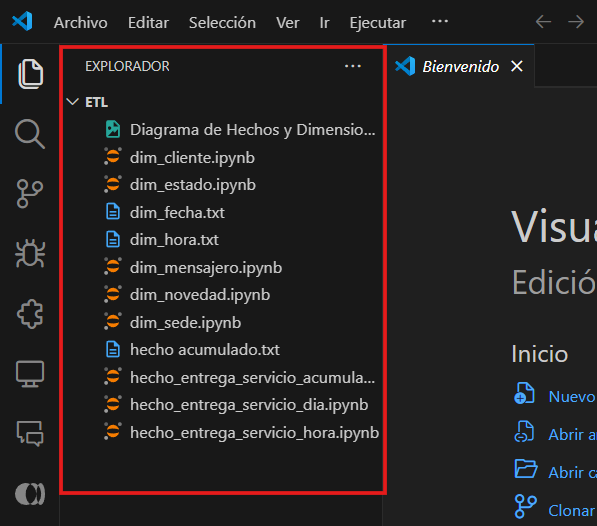 Archivo Editar Selección Ver Ir Ejecutar ...
EXPLORADOR ...
Bienvenido
ETL
Diagrama de Hechos y Dimensio...
dim_cliente.ipynb
dim_estado.ipynb
dim_fecha.txt
dim_hora.txt
dim_mensajero.ipynb
dim_novedad.ipynb
dim_sede.ipynb
hecho acumulado.txt
hecho_entrega_servicio_acumula...
hecho_entrega_servicio_dia.ipynb
hecho_entrega_servicio_hora.ipynb
Visua
Edició
Inicio
Nuevo
Abrir a
Abrir ca
Clonar